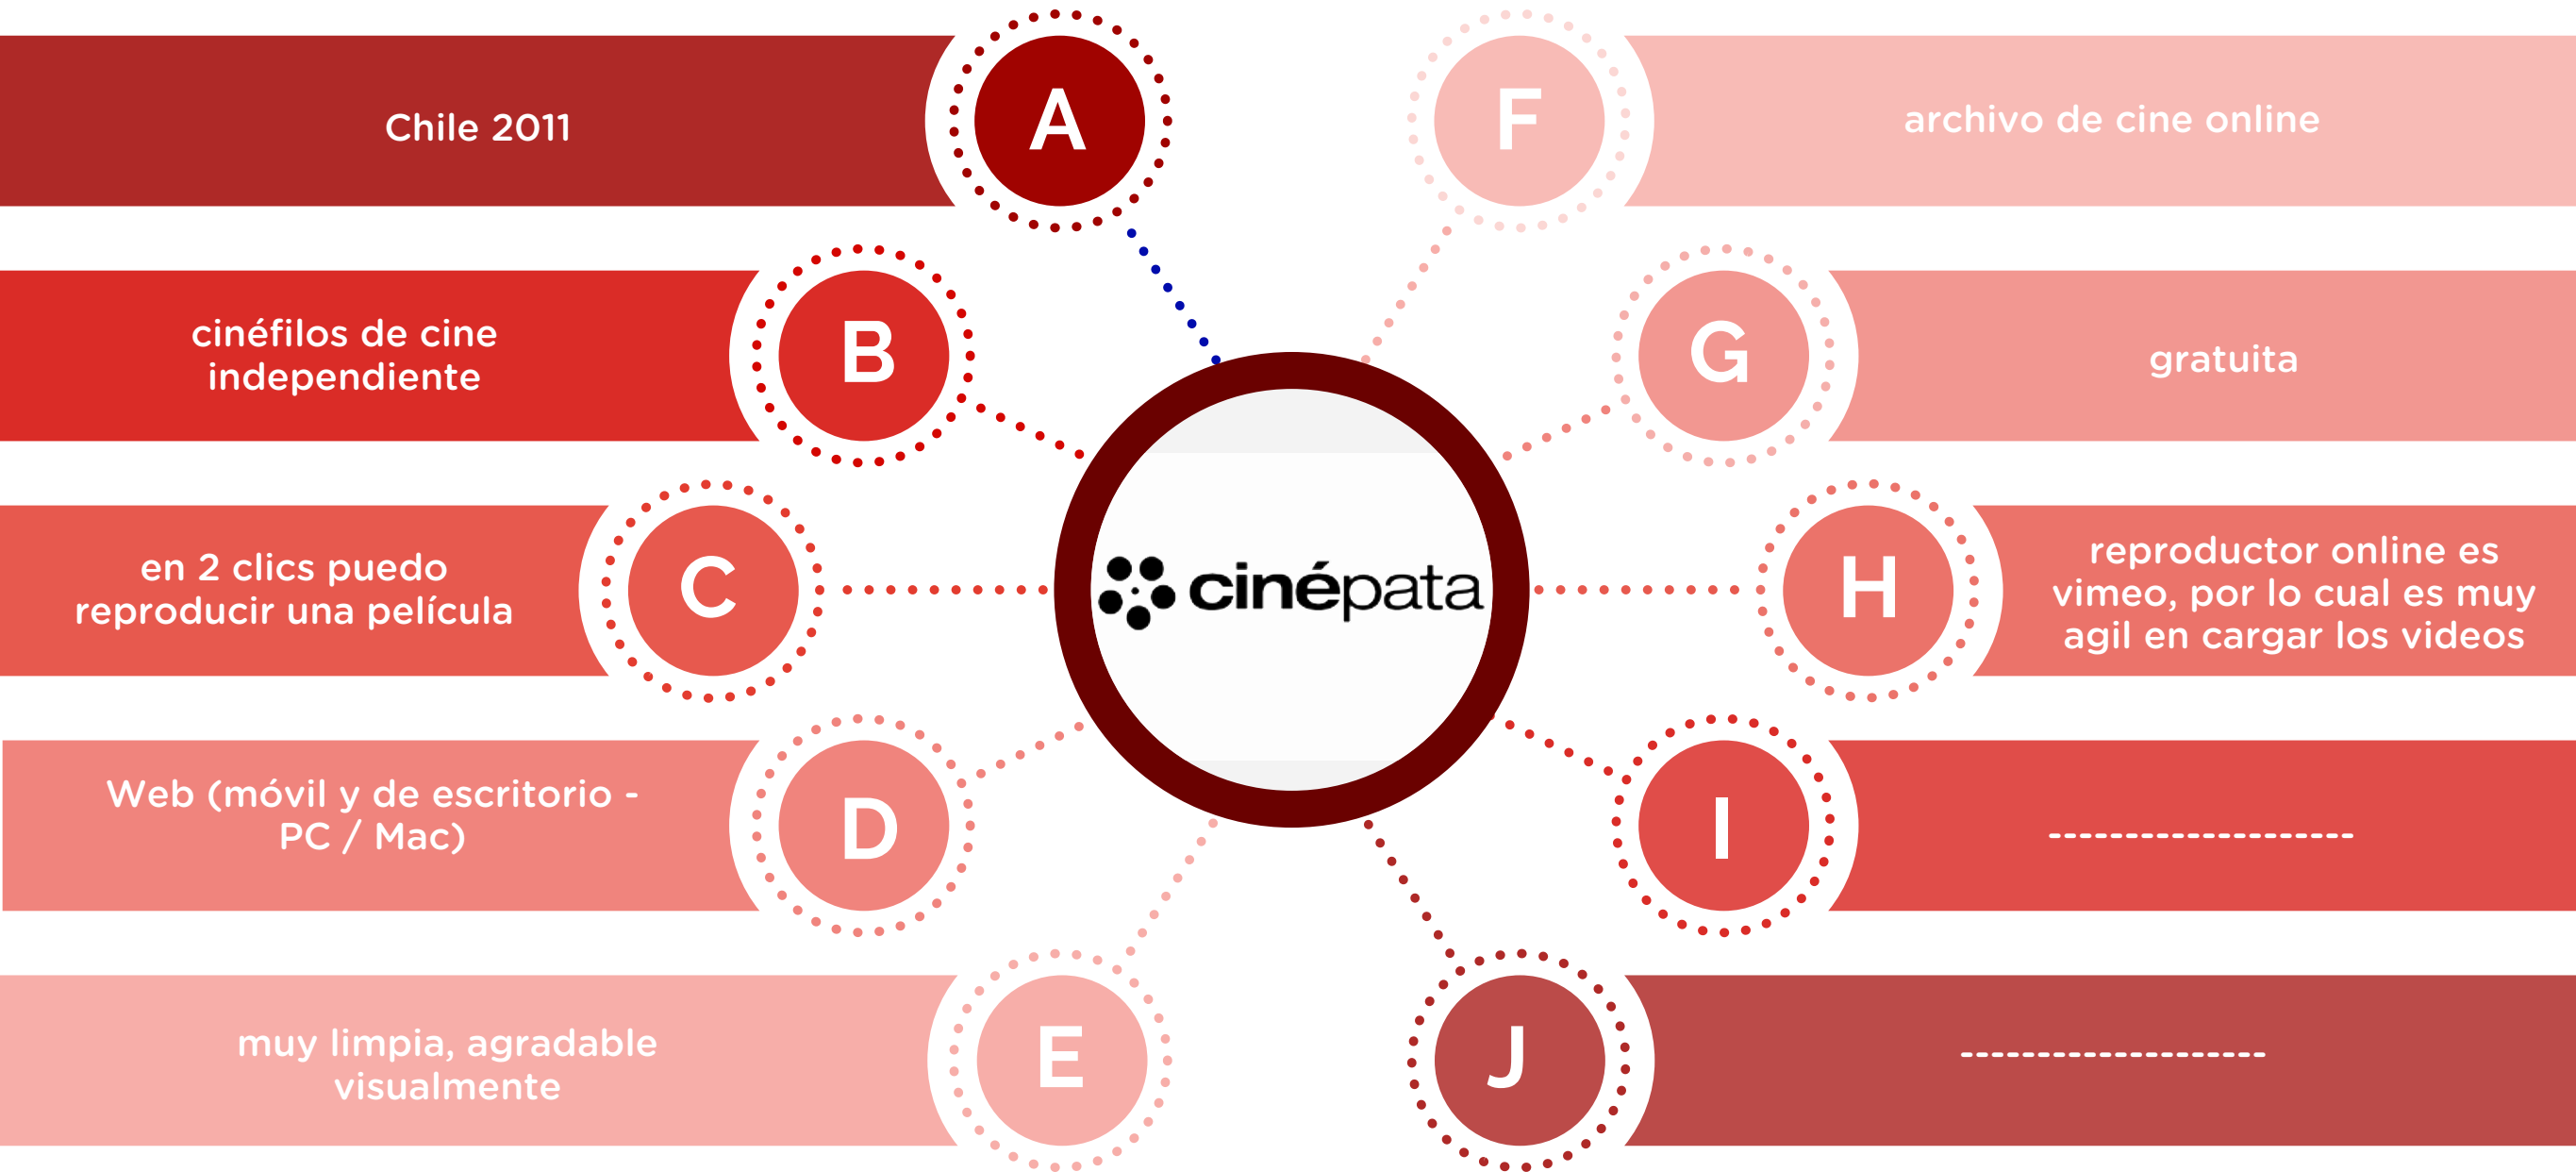 A
Chile 2011
B
cinéfilos de cine
independiente
C
en 2 clics puedo
reproducir una película
D
Web (móvil y de escritorio -
PC / Mac)
E
muy limpia, agradable
visualmente
cinépata
F
archivo de cine online
G
gratuita
H
reproductor online es
vimeo, por lo cual es muy
agil en cargar los videos
I
--------------------
J
--------------------